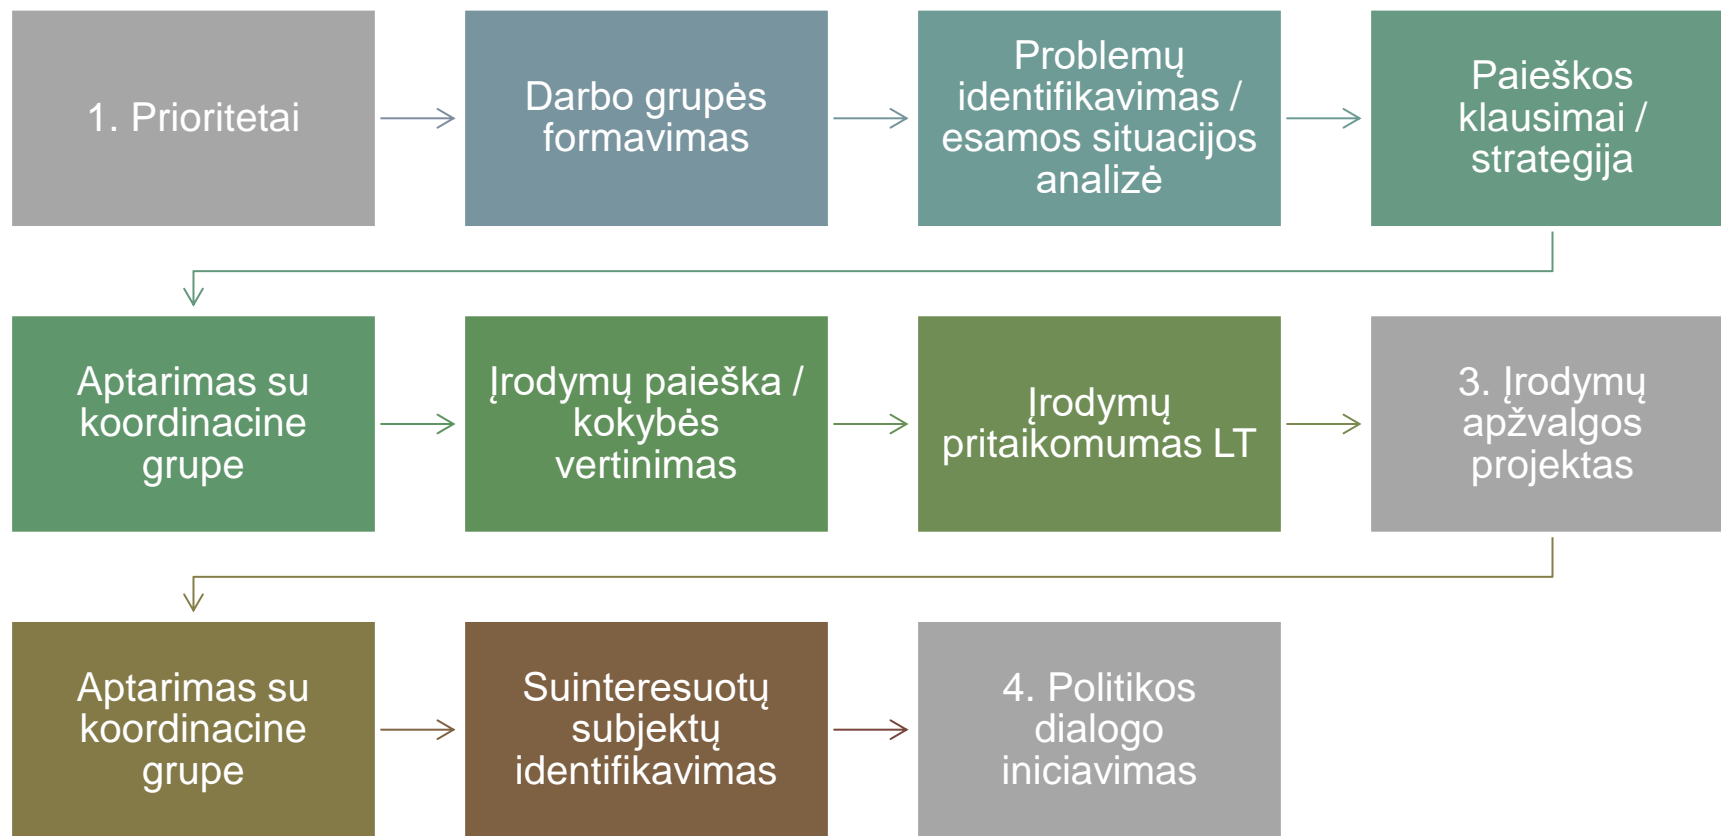 1. Prioritetai
Darbo grupės
formavimas
Problemų
identifikavimas /
esamos situacijos
analizė
Paieškos
klausimai /
strategija
Aptarimas su
koordinacine
grupe
Įrodymų paieška /
kokybės
vertinimas
Įrodymų
pritaikomumas LT
3. Įrodymų
apžvalgos
projektas
Aptarimas su
koordinacine
grupe
Suinteresuotų
subjektų
identifikavimas
4. Politikos
dialogo
iniciavimas